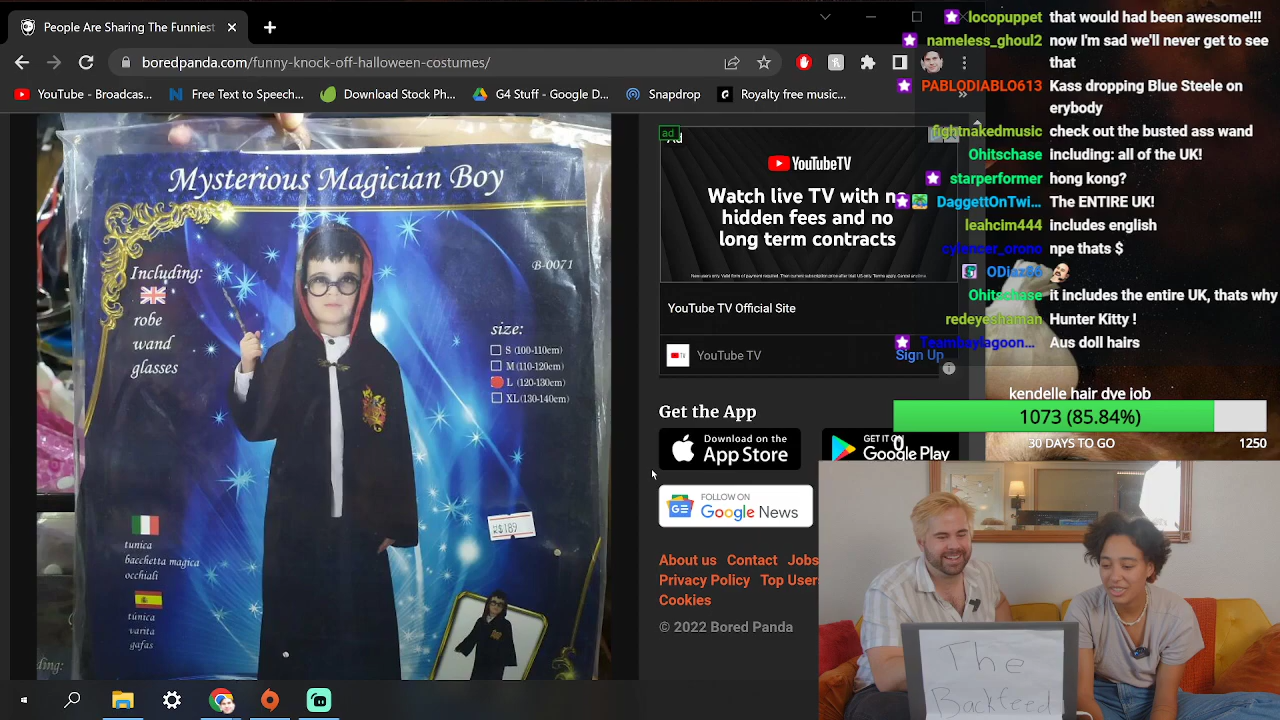 People Are Sharing The Funniest
boredpanda.com/funny-knock-off-halloween-costumes/
YouTube - Broadcas...
Download Stock Ph...
G4 Stuff - Google D...
Snapdrop
Royalty free music...
»
Mysterious Magician Boy
B-0071
Including:
robe
wand
glasses
size:
S (100-110cm)
M (110-120cm)
L (120-130cm)
XL (130-140cm)
tunica
bacchetta magica
occhiali
túnica
varita
gafas
ding:
ad
YouTubeTV
Watch live TV with no
hidden fees and no
long term contracts
YouTube TV Official Site
YouTube TV
Sign Up
Get the App
Download on the
App Store
GET IT ON
Google Play
FOLLOW ON
Google News
About us Contact Jobs
Privacy Policy Top Users
Cookies
© 2022 Bored Panda
locopuppet that would had been awesome!!!
nameless_ghoul2 now I'm sad we'll never get to see
that
PABLODIABLO613 Kass dropping Blue Steele on
erybody
fightnakedmusic check out the busted ass wand
Ohitschase including: all of the UK!
starperformer hong kong?
DaggettOnTwi... The ENTIRE UK!
leahcim444 includes english
cylencer_orono npe thats $
ODiaz86
Ohitschase it includes the entire UK, thats why
redeyeshaman Hunter Kitty !
Teambaylagoon... Aus doll hairs
kendelle hair dye job
1073 (85.84%)
0
30 DAYS TO GO
1250
The
Backfeed